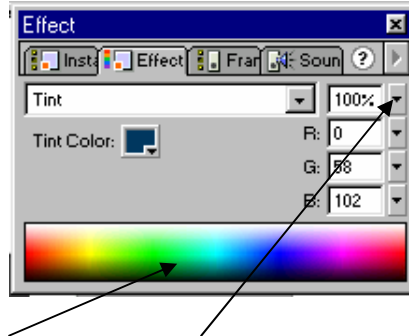 Effect
Insta Effect Fran Soun ?
Tint 100%
Tint Color: R: 0
G: 58
B: 102